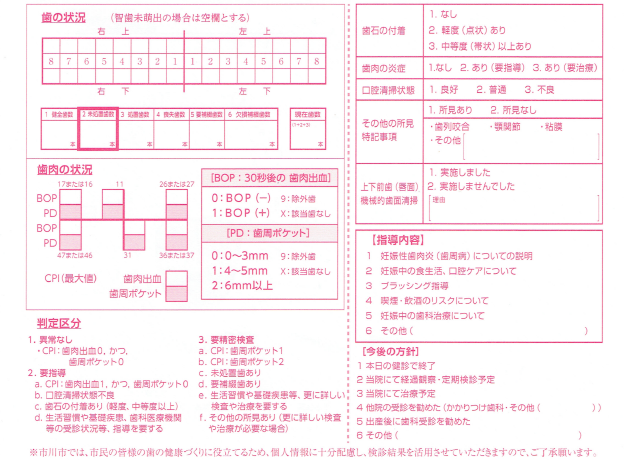 歯の状況 （智歯未萌出の場合は空欄とする）
右 上 左 上
8 7 6 5 4 3 2 1 1 2 3 4 5 6 7 8
右 下 左 下
1 健全歯数 2 未処置歯数 3 処置歯数 4 喪失歯数 5 要補綴歯数 6 欠損補綴歯数 現在歯数
(1+2+3)
本 本 本 本 本 本 本
歯肉の状況
17または16 11 26または27
BOP
PD
BOP
PD
47または46 31 36または37
CPI（最大値） 歯肉出血
歯周ポケット
[BOP：30秒後の 歯肉出血]
0：BOP（−） 9：除外歯
1：BOP（+） X：該当歯なし
[PD：歯周ポケット]
0：0〜3mm 9：除外歯
1：4〜5mm X：該当歯なし
2：6mm以上
判定区分
1. 異常なし
・CPI：歯肉出血0, かつ,
歯周ポケット0
2. 要指導
a. CPI：歯肉出血1, かつ, 歯周ポケット0
b. 口腔清掃状態不良
c. 歯石の付着あり（軽度、中等度以上）
d. 生活習慣や基礎疾患、歯科医療機関
等の受診状況等、指導を要する
3. 要精密検査
a. CPI：歯周ポケット1
b. CPI：歯周ポケット2
c. 未処置歯あり
d. 要補綴歯あり
e. 生活習慣や基礎疾患等、更に詳しい
検査や治療を要する
f. その他の所見あり（更に詳しい検査
や治療が必要な場合）
歯石の付着
1. なし
2. 軽度（点状）あり
3. 中等度（帯状）以上あり
歯肉の炎症 1.なし 2. あり（要指導） 3. あり（要治療）
口腔清掃状態 1. 良好 2. 普通 3. 不良
その他の所見
特記事項
1. 所見あり 2. 所見なし
・歯列咬合 ・顎関節 ・粘膜
・その他
上下前歯（唇面）
機械的歯面清掃
1. 実施しました
2. 実施しませんでした
理由
【指導内容】
1 妊娠性歯肉炎（歯周病）についての説明
2 妊娠中の食生活、口腔ケアについて
3 ブラッシング指導
4 喫煙・飲酒のリスクについて
5 妊娠中の歯科治療について
6 その他（ ）
【今後の方針】
1 本日の健診で終了
2 当院にて経過観察・定期検診予定
3 当院にて治療予定
4 他院の受診を勧めた（かかりつけ歯科・その他（ ））
5 出産後に歯科受診を勧めた
6 その他（ ）
※市川市では、市民の皆様の歯の健康づくりに役立てるため、個人情報に十分配慮し、検診結果を活用させていただきますので、ご了承願います。